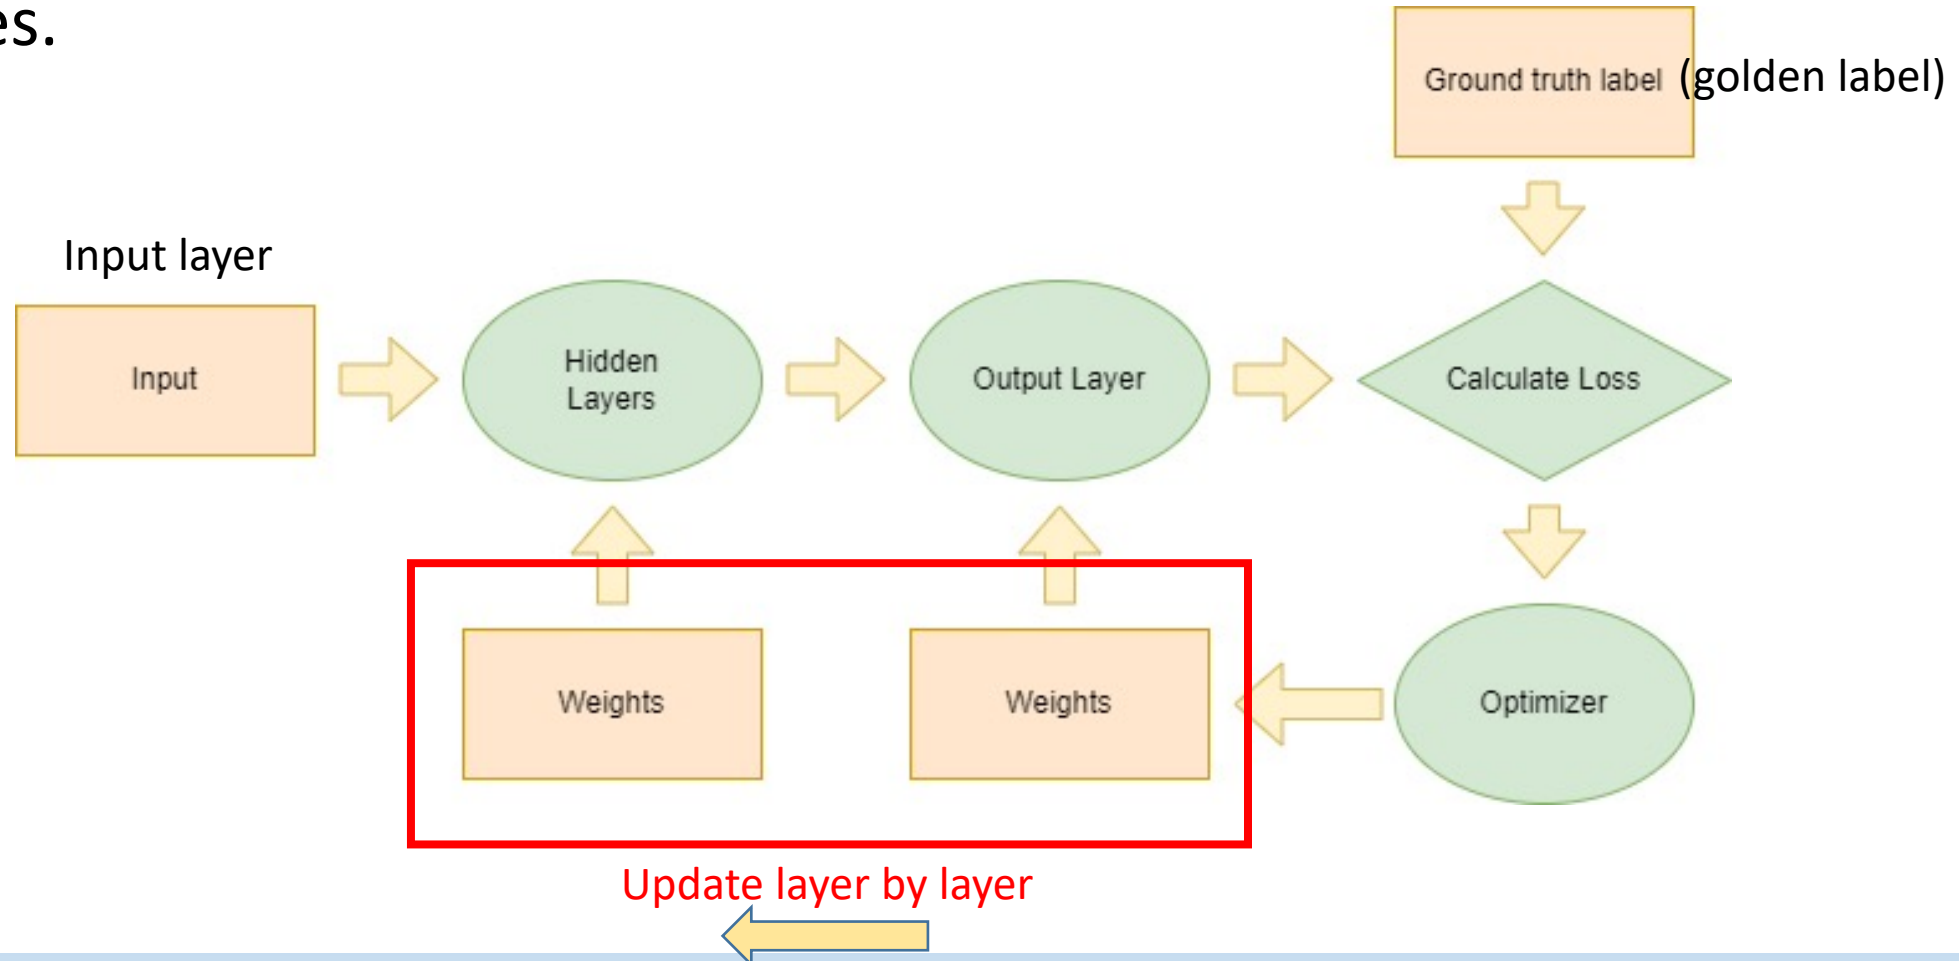 es.
Ground truth label (golden label)
Input layer
Input
Hidden
Layers
Output Layer
Calculate Loss
Weights
Weights
Optimizer
Update layer by layer